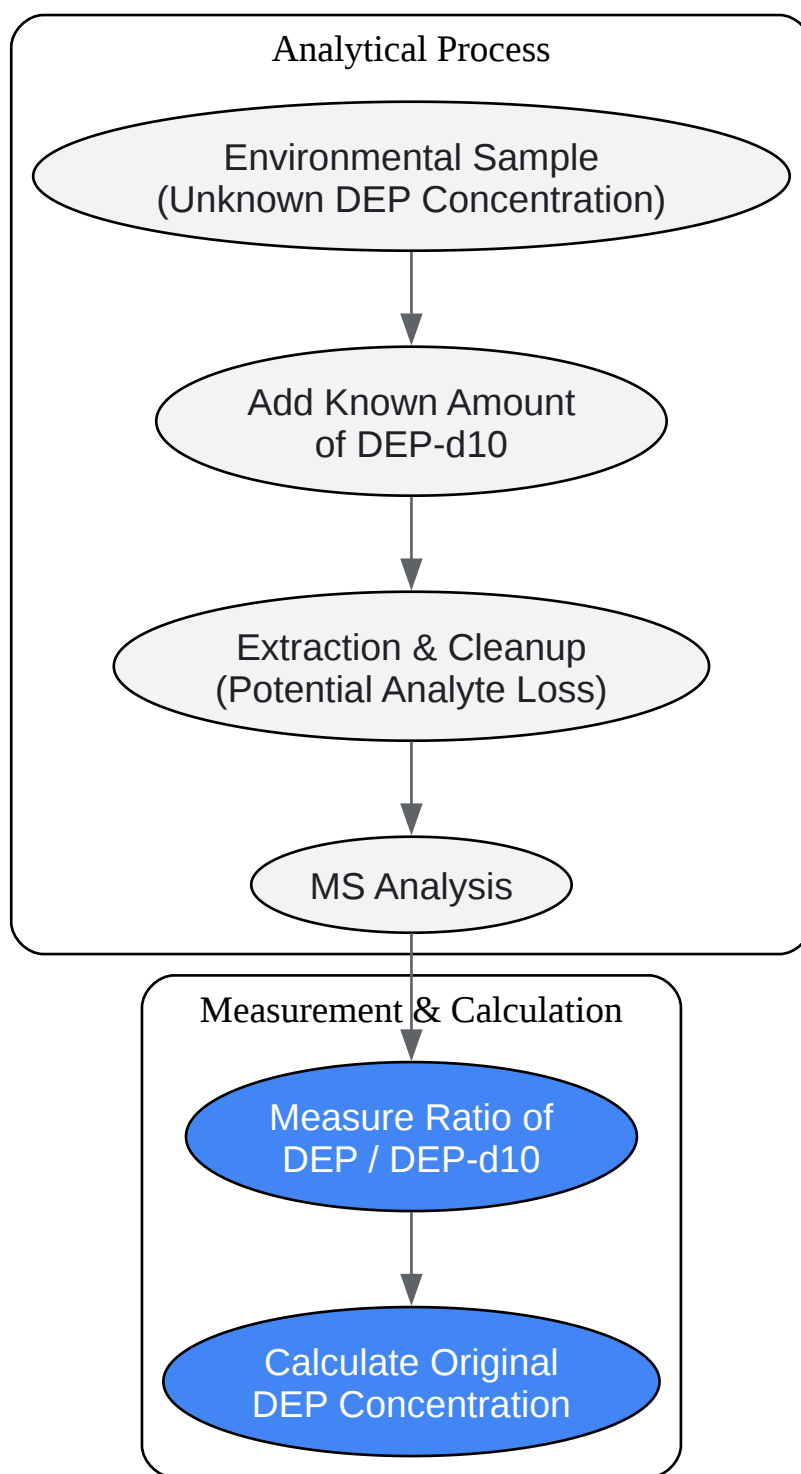 Analytical Process
Environmental Sample
(Unknown DEP Concentration)
Add Known Amount
of DEP-d10
Extraction & Cleanup
(Potential Analyte Loss)
MS Analysis
Measurement & Calculation
Measure Ratio of
DEP / DEP-d10
Calculate Original
DEP Concentration